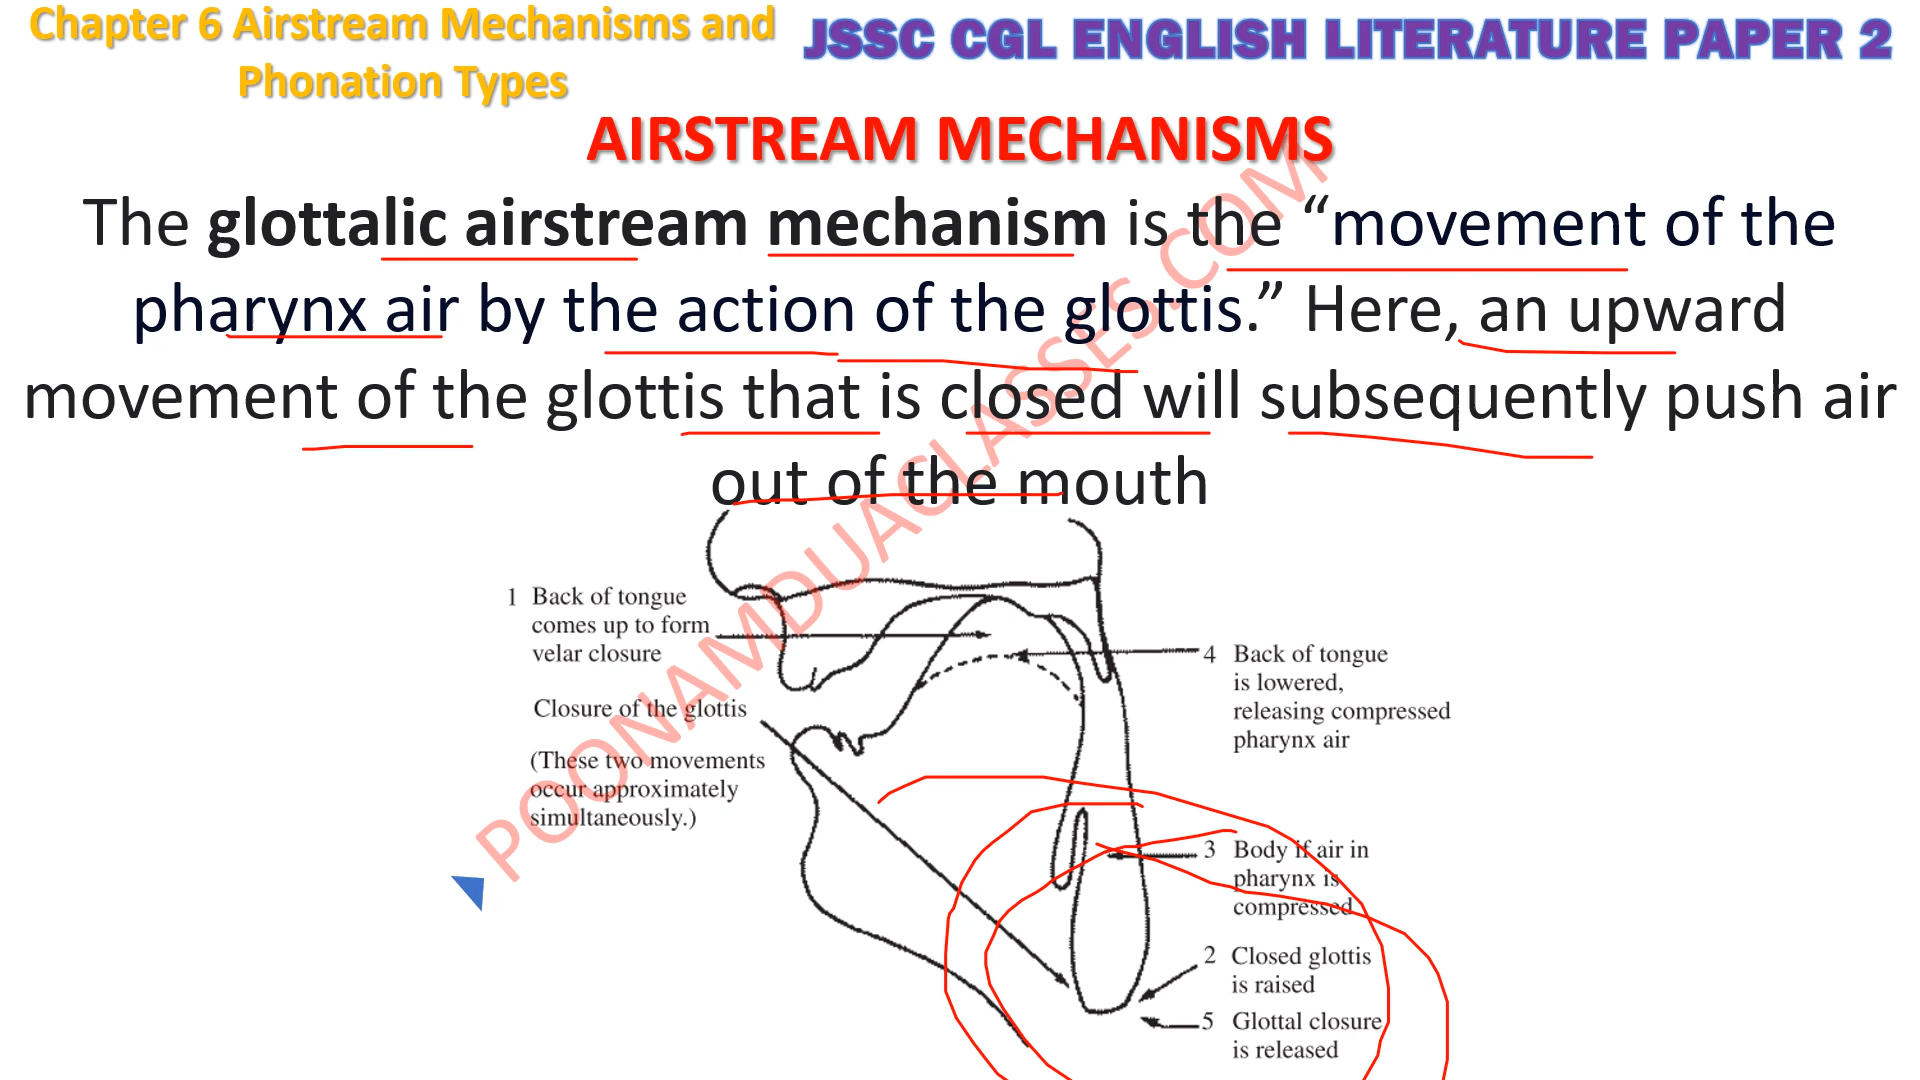 Chapter 6 Airstream Mechanisms and
Phonation Types
JSSC CGL ENGLISH LITERATURE PAPER 2
AIRSTREAM MECHANISMS
The glottalic airstream mechanism is the “movement of the
pharynx air by the action of the glottis.” Here, an upward
movement of the glottis that is closed will subsequently push air
out of the mouth
1 Back of tongue
comes up to form
velar closure
Closure of the glottis
(These two movements
occur approximately
simultaneously.)
4 Back of tongue
is lowered,
releasing compressed
pharynx air
3 Body if air in
pharynx is
compressed
2 Closed glottis
is raised
5 Glottal closure
is released
POONAMDUACLASSES.COM